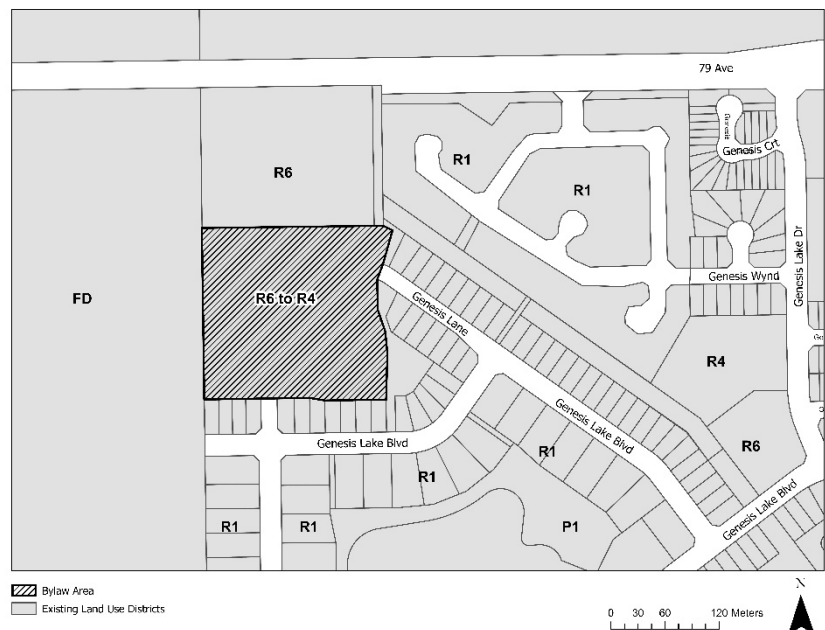 79 Ave
Genesis Crt
R1
R6
R1
Genesis Lake Dr
Genesis Wynd
FD
R6 to R4
Genesis Lane
R4
Genesis Lake Blvd
Genesis Lake Blvd
R1
R6
R1
Genesis Lake Blvd
R1
R1
P1
Bylaw Area
Existing Land Use Districts
N
0 30 60 120 Meters